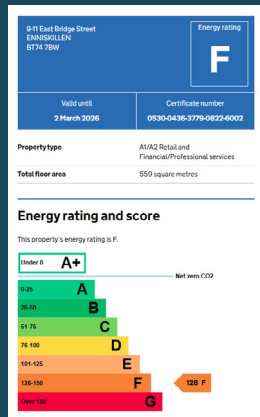 9-11 East Bridge Street
ENNISKILLEN
BT74 7BW
Energy rating
F
Valid until
2 March 2026
Certificate number
0530-0436-3779-0822-6002
Property type
A1/A2 Retail and
Financial/Professional services
Total floor area
559 square metres
Energy rating and score
This property's energy rating is F.
Under 0 A+
Net zero CO2
0-25 A
26-50 B
51-75 C
76-100 D
101-125 E
126-150 F
128 F
Over 150 G